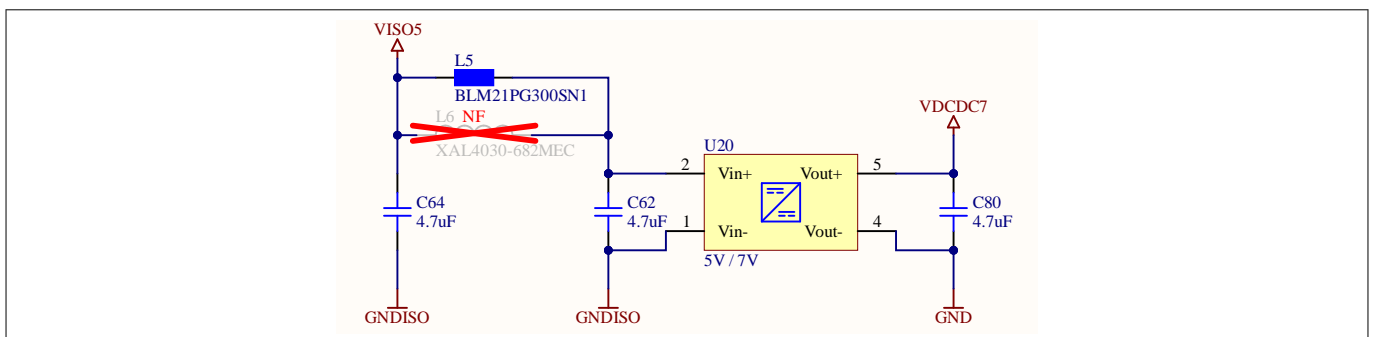 VISO5
L5
BLM21PG300SN1
L6 NF
XAL4030-682MEC
VDCDC7
U20
2 Vin+ Vout+ 5
C64
4.7uF
C62
4.7uF
C80
4.7uF
1 Vin- Vout- 4
5V / 7V
GNDISO
GNDISO
GND